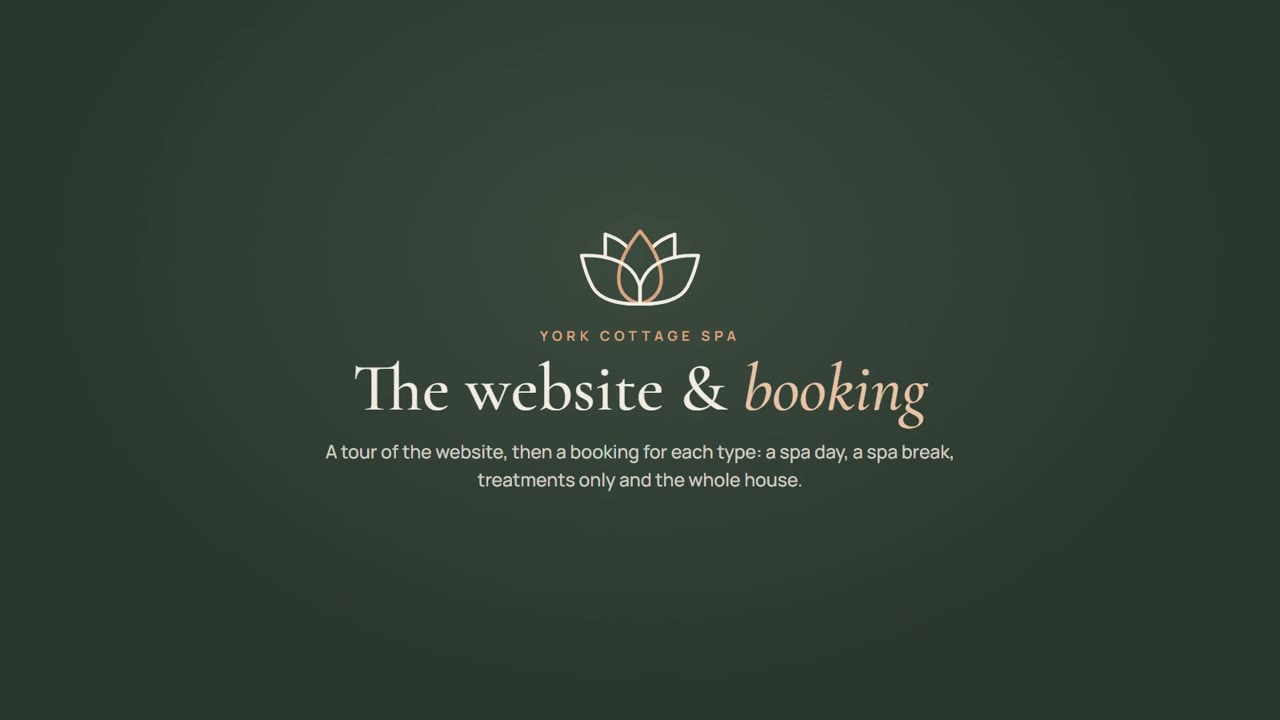 YORK COTTAGE SPA
The website & booking
A tour of the website, then a booking for each type: a spa day, a spa break,
treatments only and the whole house.